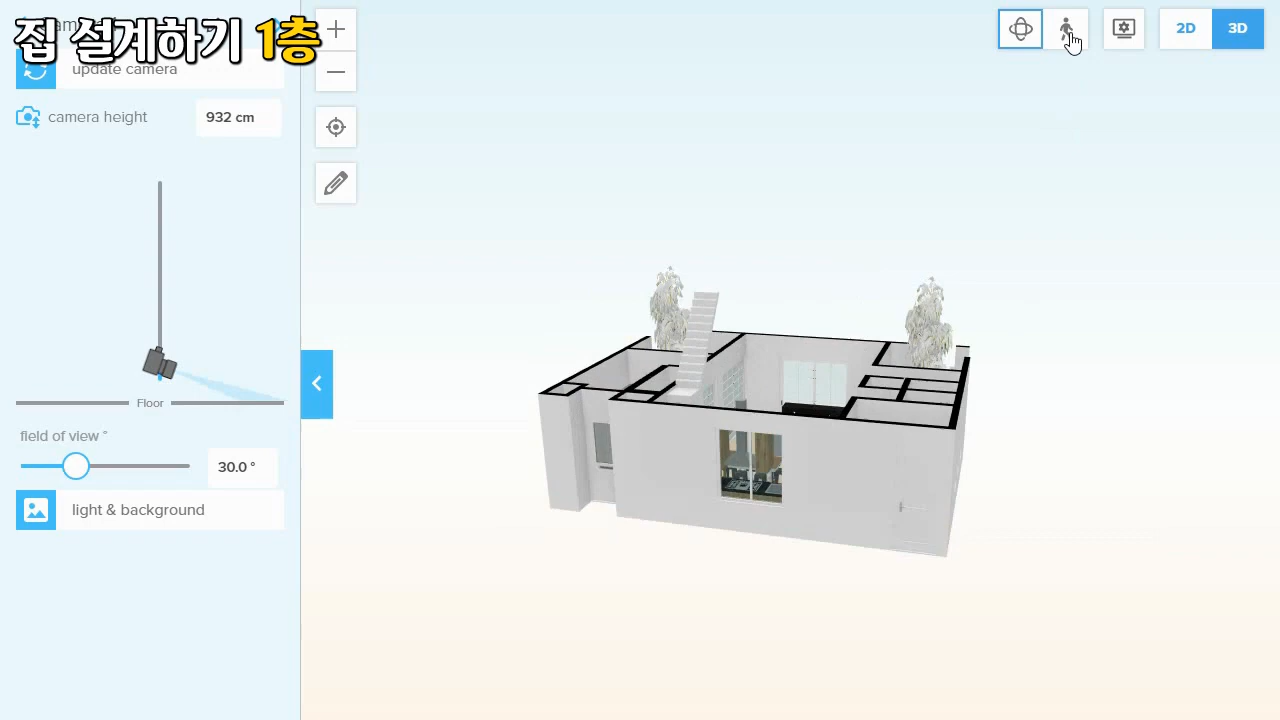 집 설계하기 1층
update camera
camera height
932 cm
Floor
field of view °
30.0 °
light & background
2D
3D